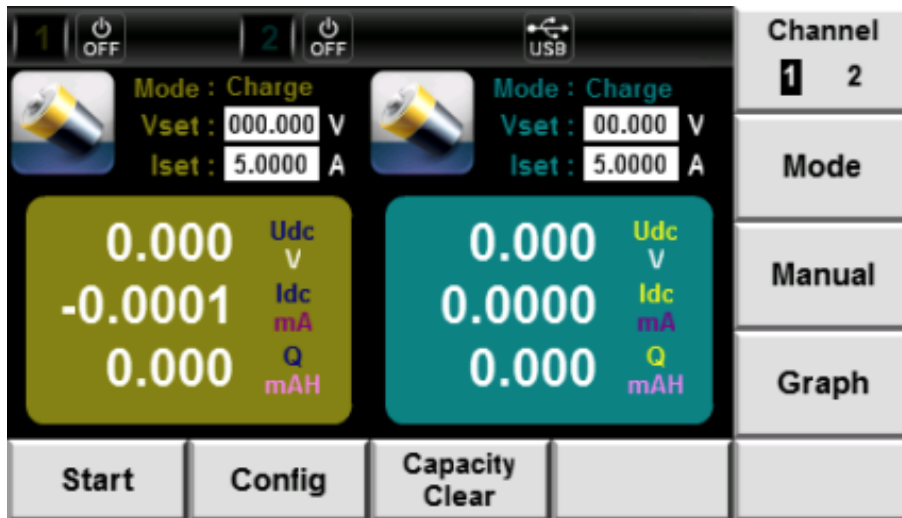 1 OFF
2 OFF
USB
Channel
1 2
Mode : Charge
Vset : 000.000 V
Iset : 5.0000 A
Mode : Charge
Vset : 00.000 V
Iset : 5.0000 A
Mode
0.000 Udc V
-0.0001 Idc mA
0.000 Q mAH
0.000 Udc V
0.0000 Idc mA
0.000 Q mAH
Manual
Graph
Start
Config
Capacity
Clear